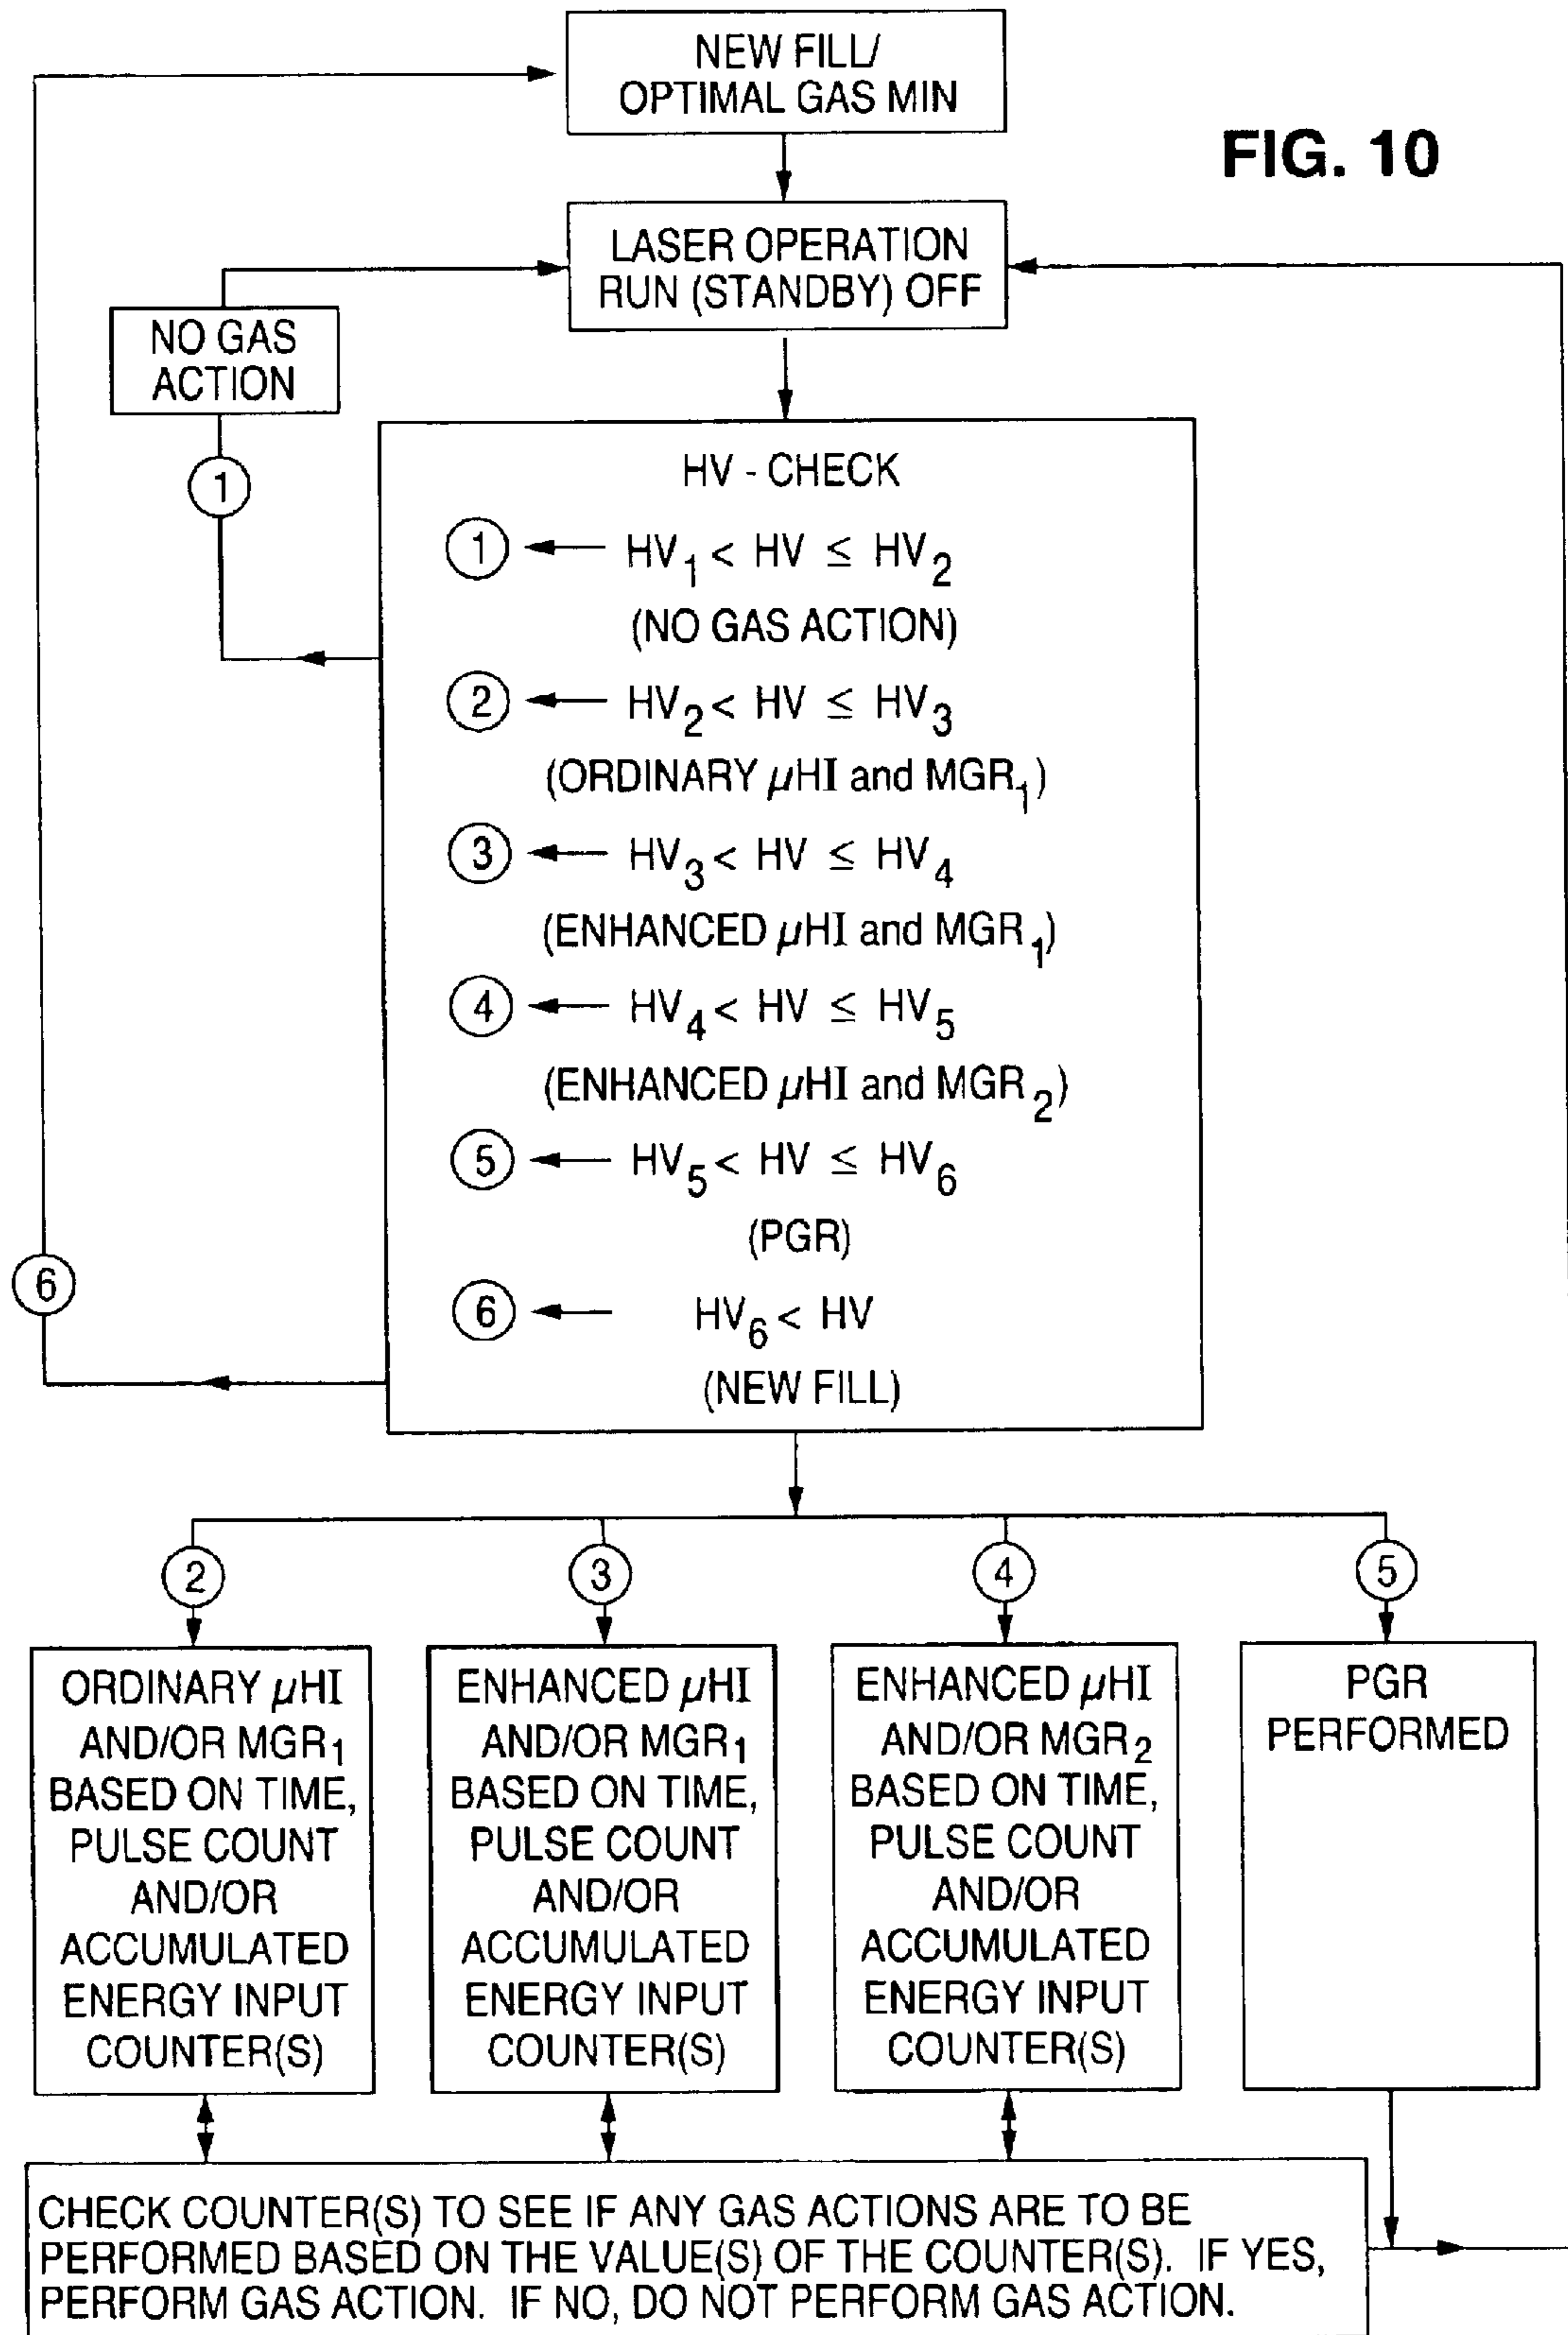 NEW FILL/
OPTIMAL GAS MIN
FIG. 10
LASER OPERATION
RUN (STANDBY) OFF
NO GAS
ACTION
1
HV - CHECK
1 HV1 < HV ≤ HV2
(NO GAS ACTION)
2 HV2 < HV ≤ HV3
(ORDINARY μHI and MGR1)
3 HV3 < HV ≤ HV4
(ENHANCED μHI and MGR1)
4 HV4 < HV ≤ HV5
(ENHANCED μHI and MGR2)
5 HV5 < HV ≤ HV6
(PGR)
6 HV6 < HV
(NEW FILL)
6
2
3
4
5
ORDINARY μHI
AND/OR MGR1
BASED ON TIME,
PULSE COUNT
AND/OR
ACCUMULATED
ENERGY INPUT
COUNTER(S)
ENHANCED μHI
AND/OR MGR1
BASED ON TIME,
PULSE COUNT
AND/OR
ACCUMULATED
ENERGY INPUT
COUNTER(S)
ENHANCED μHI
AND/OR MGR2
BASED ON TIME,
PULSE COUNT
AND/OR
ACCUMULATED
ENERGY INPUT
COUNTER(S)
PGR
PERFORMED
CHECK COUNTER(S) TO SEE IF ANY GAS ACTIONS ARE TO BE
PERFORMED BASED ON THE VALUE(S) OF THE COUNTER(S). IF YES,
PERFORM GAS ACTION. IF NO, DO NOT PERFORM GAS ACTION.